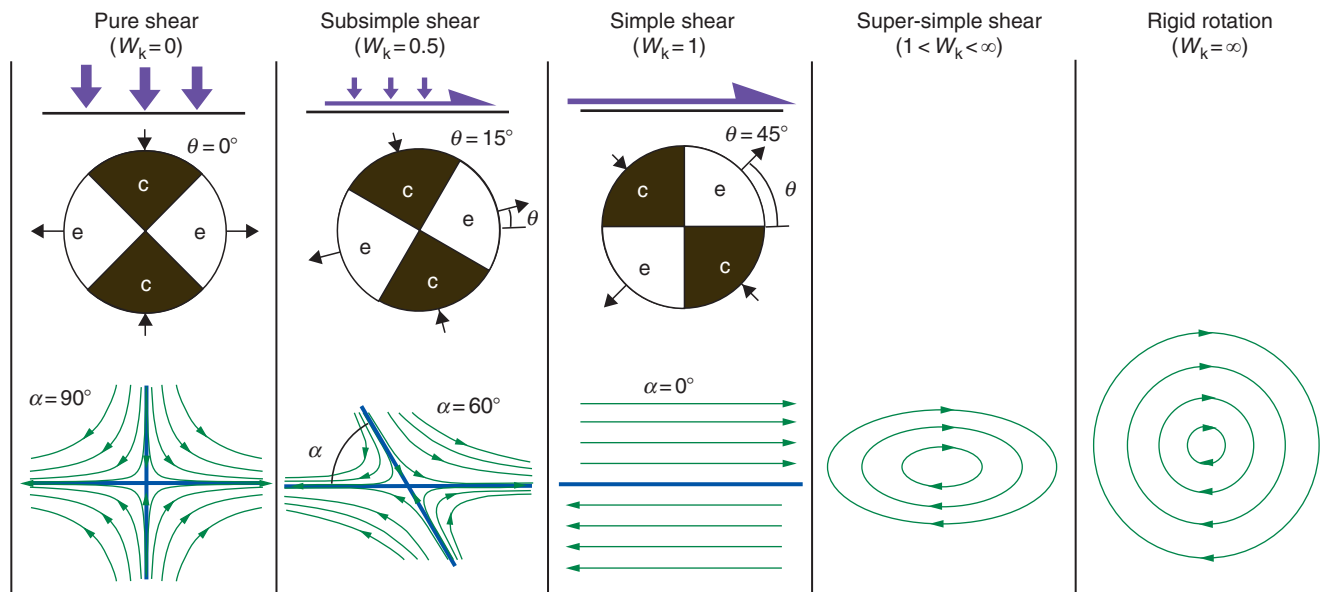 Pure shear
(Wk = 0)
Subsimple shear
(Wk = 0.5)
Simple shear
(Wk = 1)
Super-simple shear
(1 < Wk < ∞)
Rigid rotation
(Wk = ∞)
θ = 0°
c
e
e
c
θ = 15°
c
e
θ
e
c
θ = 45°
c
e
θ
e
c
α = 90°
α = 60°
α
α = 0°